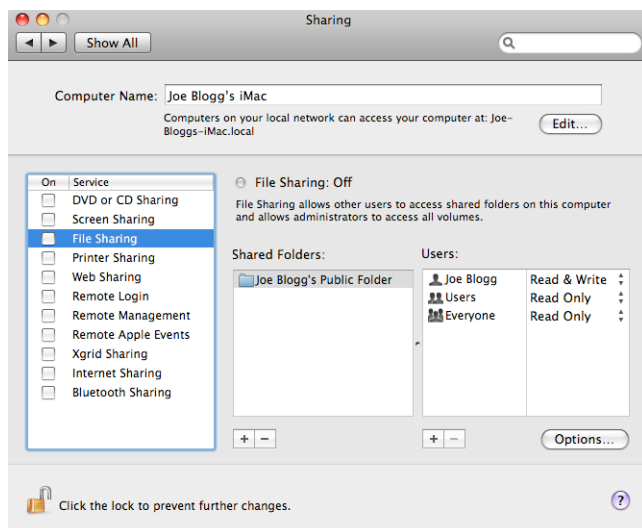 Sharing
Show All
Computer Name: Joe Blogg's iMac
Computers on your local network can access your computer at: Joe-
Bloggs-iMac.local
Edit...
On Service
DVD or CD Sharing
Screen Sharing
File Sharing
Printer Sharing
Web Sharing
Remote Login
Remote Management
Remote Apple Events
Xgrid Sharing
Internet Sharing
Bluetooth Sharing
File Sharing: Off
File Sharing allows other users to access shared folders on this computer
and allows administrators to access all volumes.
Shared Folders:
Joe Blogg's Public Folder
Users:
Joe Blogg Read & Write
Users Read Only
Everyone Read Only
+ −
+ −
Options...
Click the lock to prevent further changes.
?